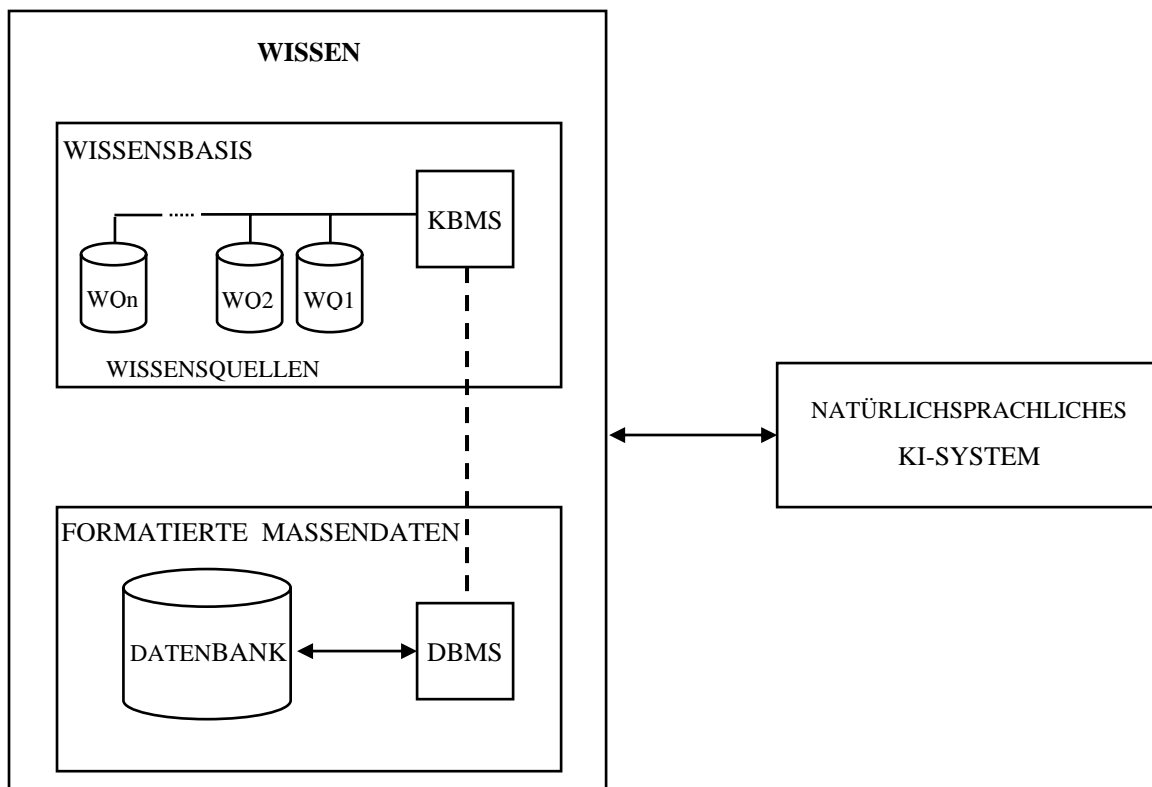 WISSEN
WISSENSBASIS
KBMS
WOn
WO2
WQ1
WISSENSQUELLEN
NATÜRLICHSPRACHLICHES
KI-SYSTEM
FORMATIERTE MASSENDATEN
DATENBANK
DBMS